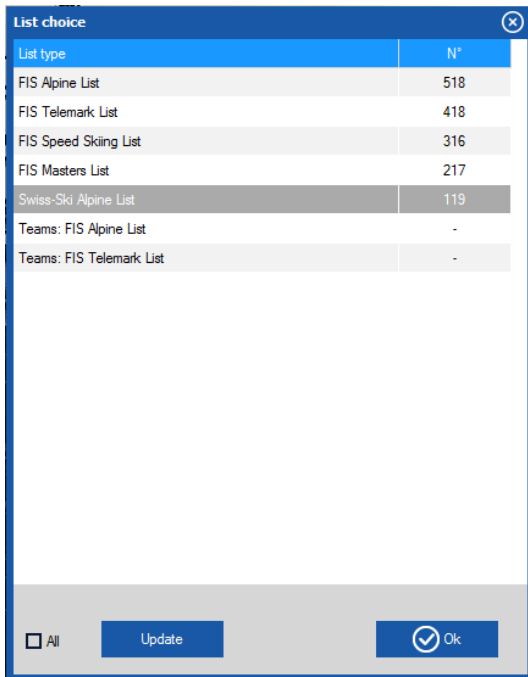 List choice
List type N°
FIS Alpine List 518
FIS Telemark List 418
FIS Speed Skiing List 316
FIS Masters List 217
Swiss-Ski Alpine List 119
Teams: FIS Alpine List -
Teams: FIS Telemark List -
All Update Ok